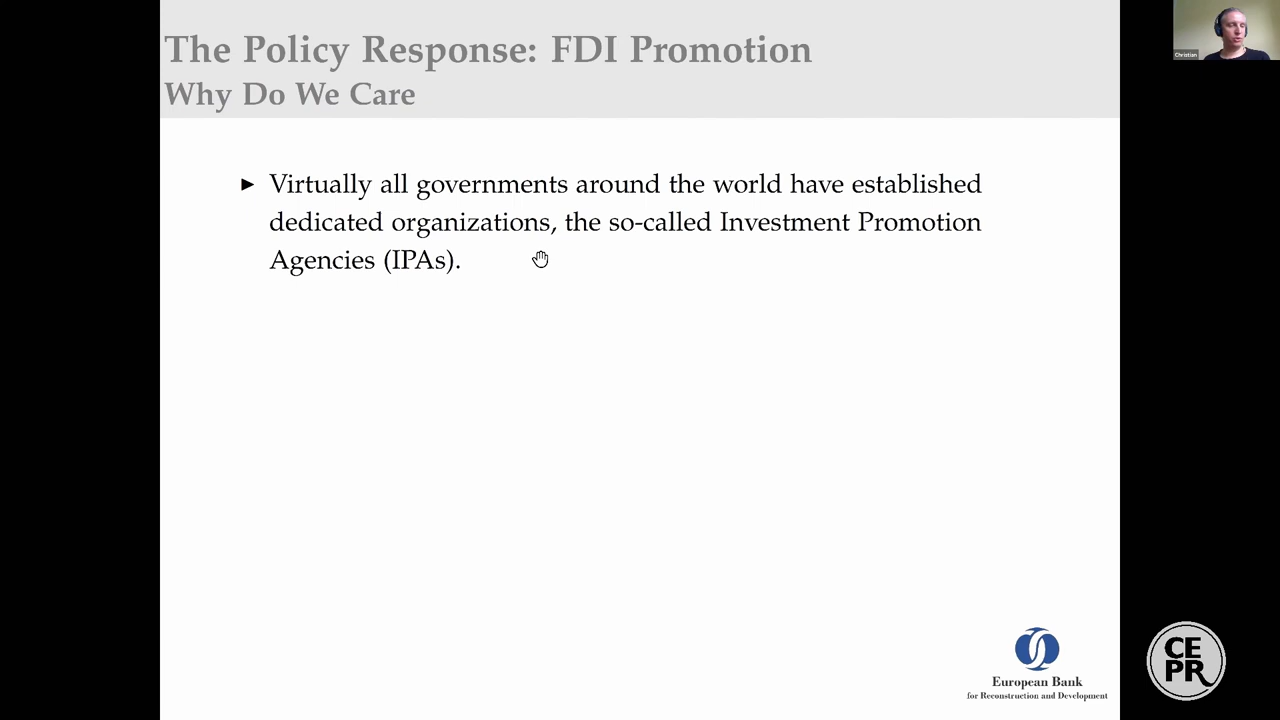 The Policy Response: FDI Promotion
Why Do We Care
Christian
► Virtually all governments around the world have established
dedicated organizations, the so-called Investment Promotion
Agencies (IPAs).
European Bank
for Reconstruction and Development
CE
PR